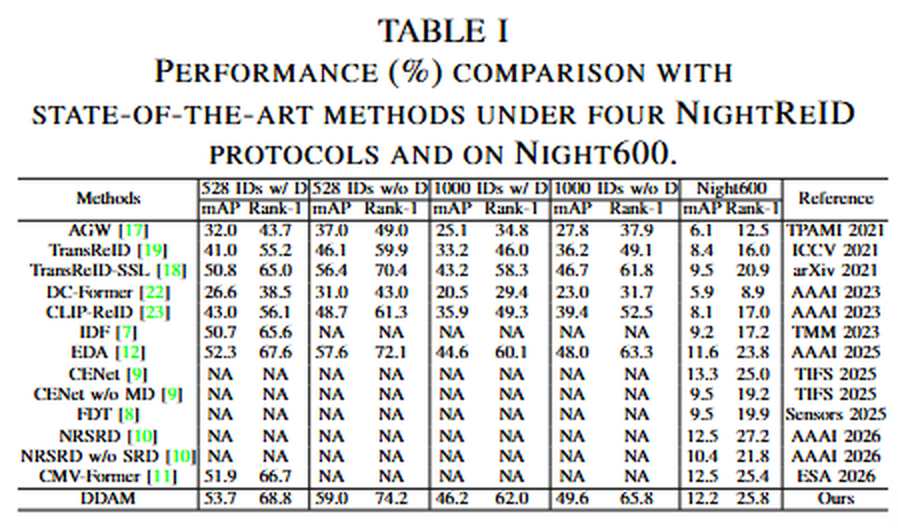 TABLE I
PERFORMANCE (%) COMPARISON WITH
STATE-OF-THE-ART METHODS UNDER FOUR NIGHTREID
PROTOCOLS AND ON NIGHT600.
Methods 528 IDs w/ D 528 IDs w/o D 1000 IDs w/ D 1000 IDs w/o D Night600 Reference
mAP Rank-1 mAP Rank-1 mAP Rank-1 mAP Rank-1 mAP Rank-1
AGW [17] 32.0 43.7 37.0 49.0 25.1 34.8 27.8 37.9 6.1 12.5 TPAMI 2021
TransReID [19] 41.0 55.2 46.1 59.9 33.2 46.0 36.2 49.1 8.4 16.0 ICCV 2021
TransReID-SSL [18] 50.8 65.0 56.4 70.4 43.2 58.3 46.7 61.8 9.5 20.9 arXiv 2021
DC-Former [22] 26.6 38.5 31.0 43.0 20.5 29.4 23.0 31.7 5.9 8.9 AAAI 2023
CLIP-ReID [23] 43.0 56.1 48.7 61.3 35.9 49.3 39.4 52.5 8.1 17.0 AAAI 2023
IDF [7] 50.7 65.6 NA NA NA NA NA NA 9.2 17.2 TMM 2023
EDA [12] 52.3 67.6 57.6 72.1 44.6 60.1 48.0 63.3 11.6 23.8 AAAI 2025
CENet [9] NA NA NA NA NA NA NA NA 13.3 25.0 TIFS 2025
CENet w/o MD [9] NA NA NA NA NA NA NA NA 9.5 19.2 TIFS 2025
FDT [8] NA NA NA NA NA NA NA NA 9.5 19.9 Sensors 2025
NRSRD [10] NA NA NA NA NA NA NA NA 12.5 27.2 AAAI 2026
NRSRD w/o SRD [10] NA NA NA NA NA NA NA NA 10.4 21.8 AAAI 2026
CMV-Former [11] 51.9 66.7 NA NA NA NA NA NA 12.5 25.4 ESA 2026
DDAM 53.7 68.8 59.0 74.2 46.2 62.0 49.6 65.8 12.2 25.8 Ours